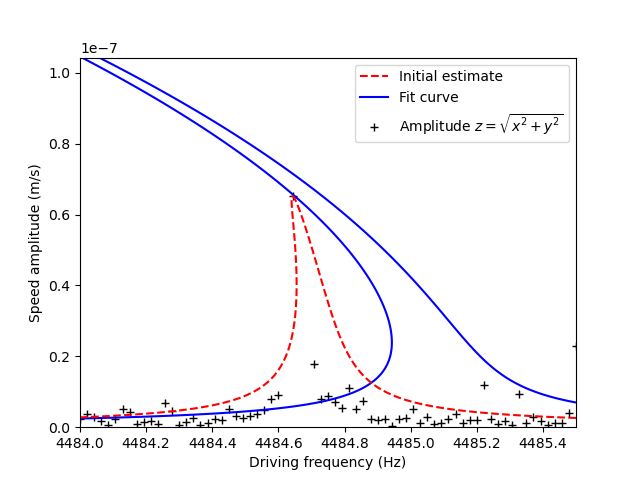 1e−7
Initial estimate
Fit curve
Amplitude z = √x² + y²
1.0
0.8
0.6
0.4
0.2
0.0
Speed amplitude (m/s)
4484.0 4484.2 4484.4 4484.6 4484.8 4485.0 4485.2 4485.4
Driving frequency (Hz)